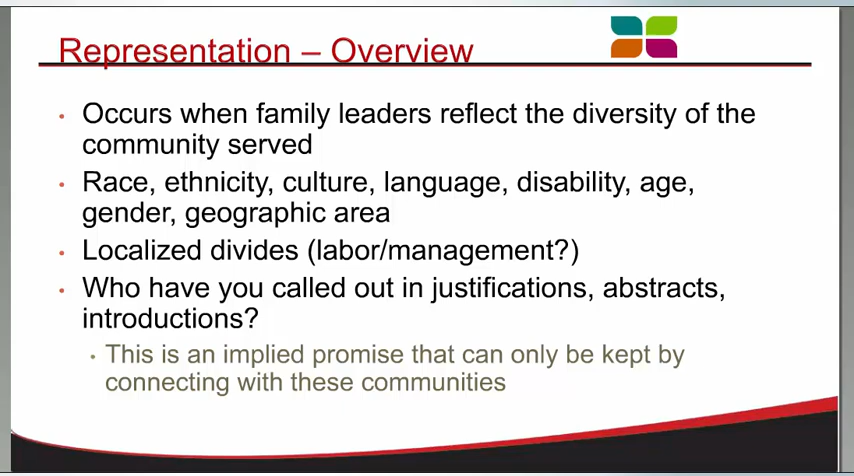 Representation – Overview
• Occurs when family leaders reflect the diversity of the
community served
• Race, ethnicity, culture, language, disability, age,
gender, geographic area
• Localized divides (labor/management?)
• Who have you called out in justifications, abstracts,
introductions?
• This is an implied promise that can only be kept by
connecting with these communities